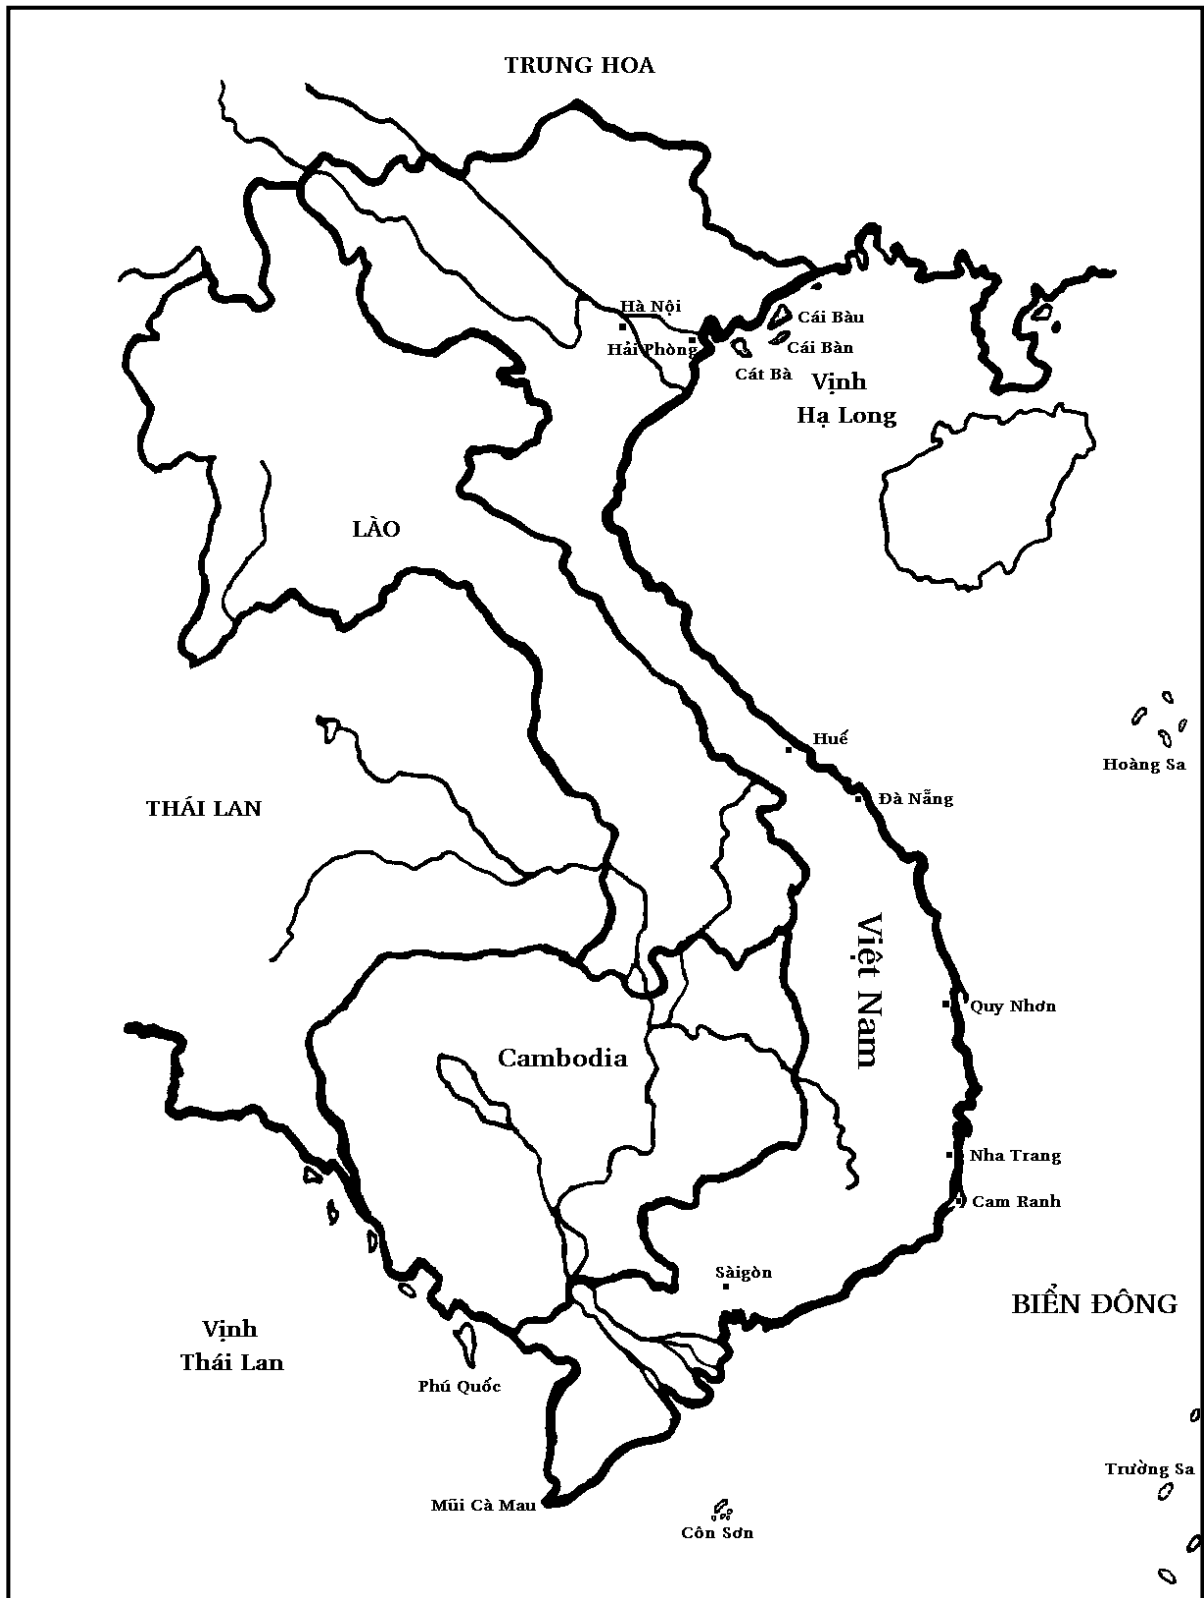 TRUNG HOA
Hà Nội
Cái Bàu
Hải Phòng
Cái Bàn
Cát Bà
Vịnh
Hạ Long
LÀO
Huế
Hoàng Sa
THÁI LAN
Đà Nẵng
Việt Nam
Quy Nhơn
Cambodia
Nha Trang
Cam Ranh
Sàigòn
BIỂN ĐÔNG
Vịnh
Thái Lan
Phú Quốc
Trường Sa
Mũi Cà Mau
Côn Sơn